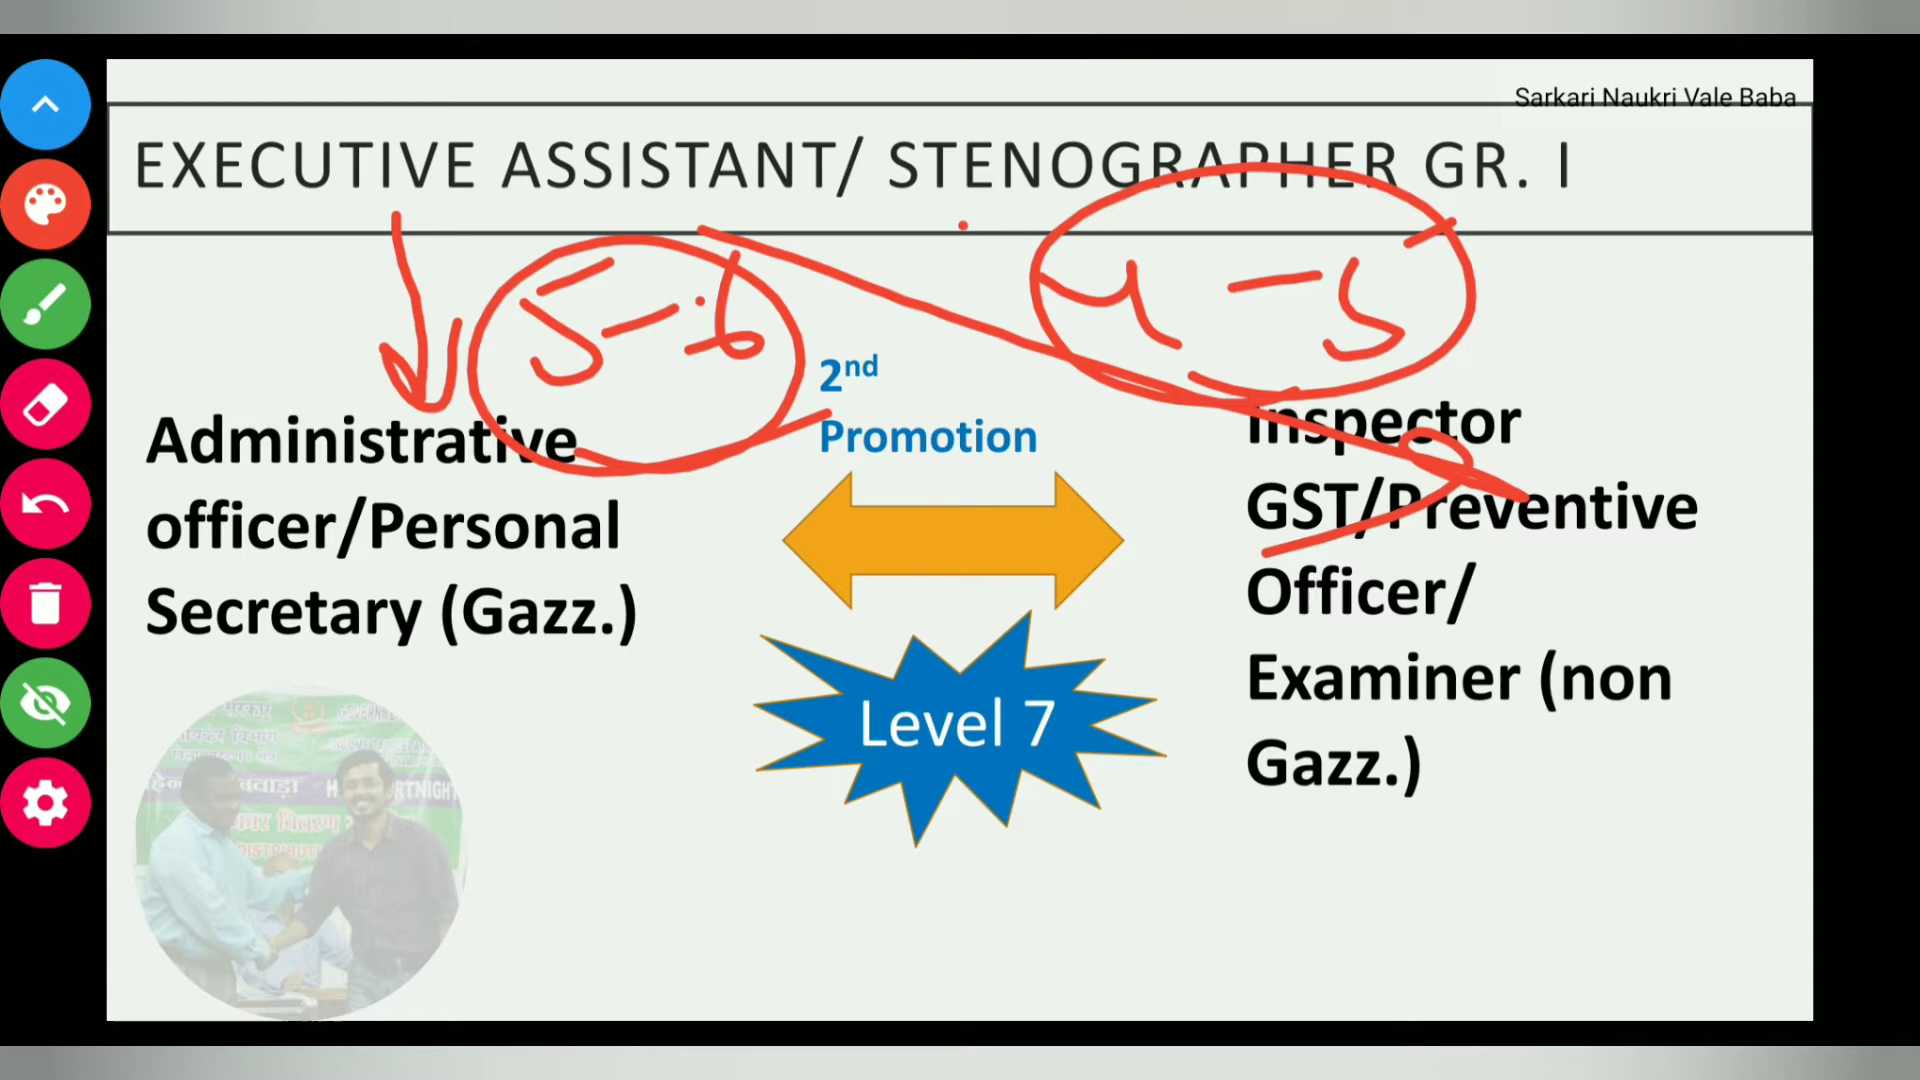 Sarkari Naukri Vale Baba
EXECUTIVE ASSISTANT/ STENOGRAPHER GR. I
5-6
4-5
2nd
Promotion
Administrative
officer/Personal
Secretary (Gazz.)
Inspector
GST/Preventive
Officer/
Examiner (non
Gazz.)
Level 7